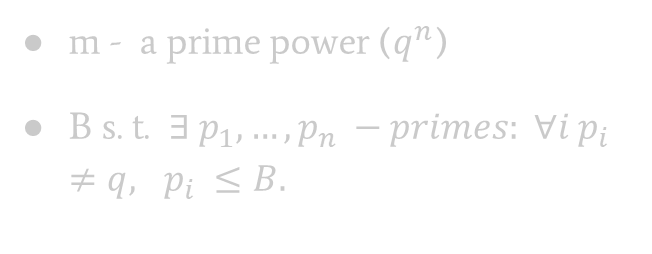 ● m - a prime power (𝑞ⁿ)
● B s. t. ∃ 𝑝₁, … , 𝑝ₙ − 𝑝𝑟𝑖𝑚𝑒𝑠: ∀𝑖 𝑝ᵢ
≠ 𝑞, 𝑝ᵢ ≤ 𝐵.